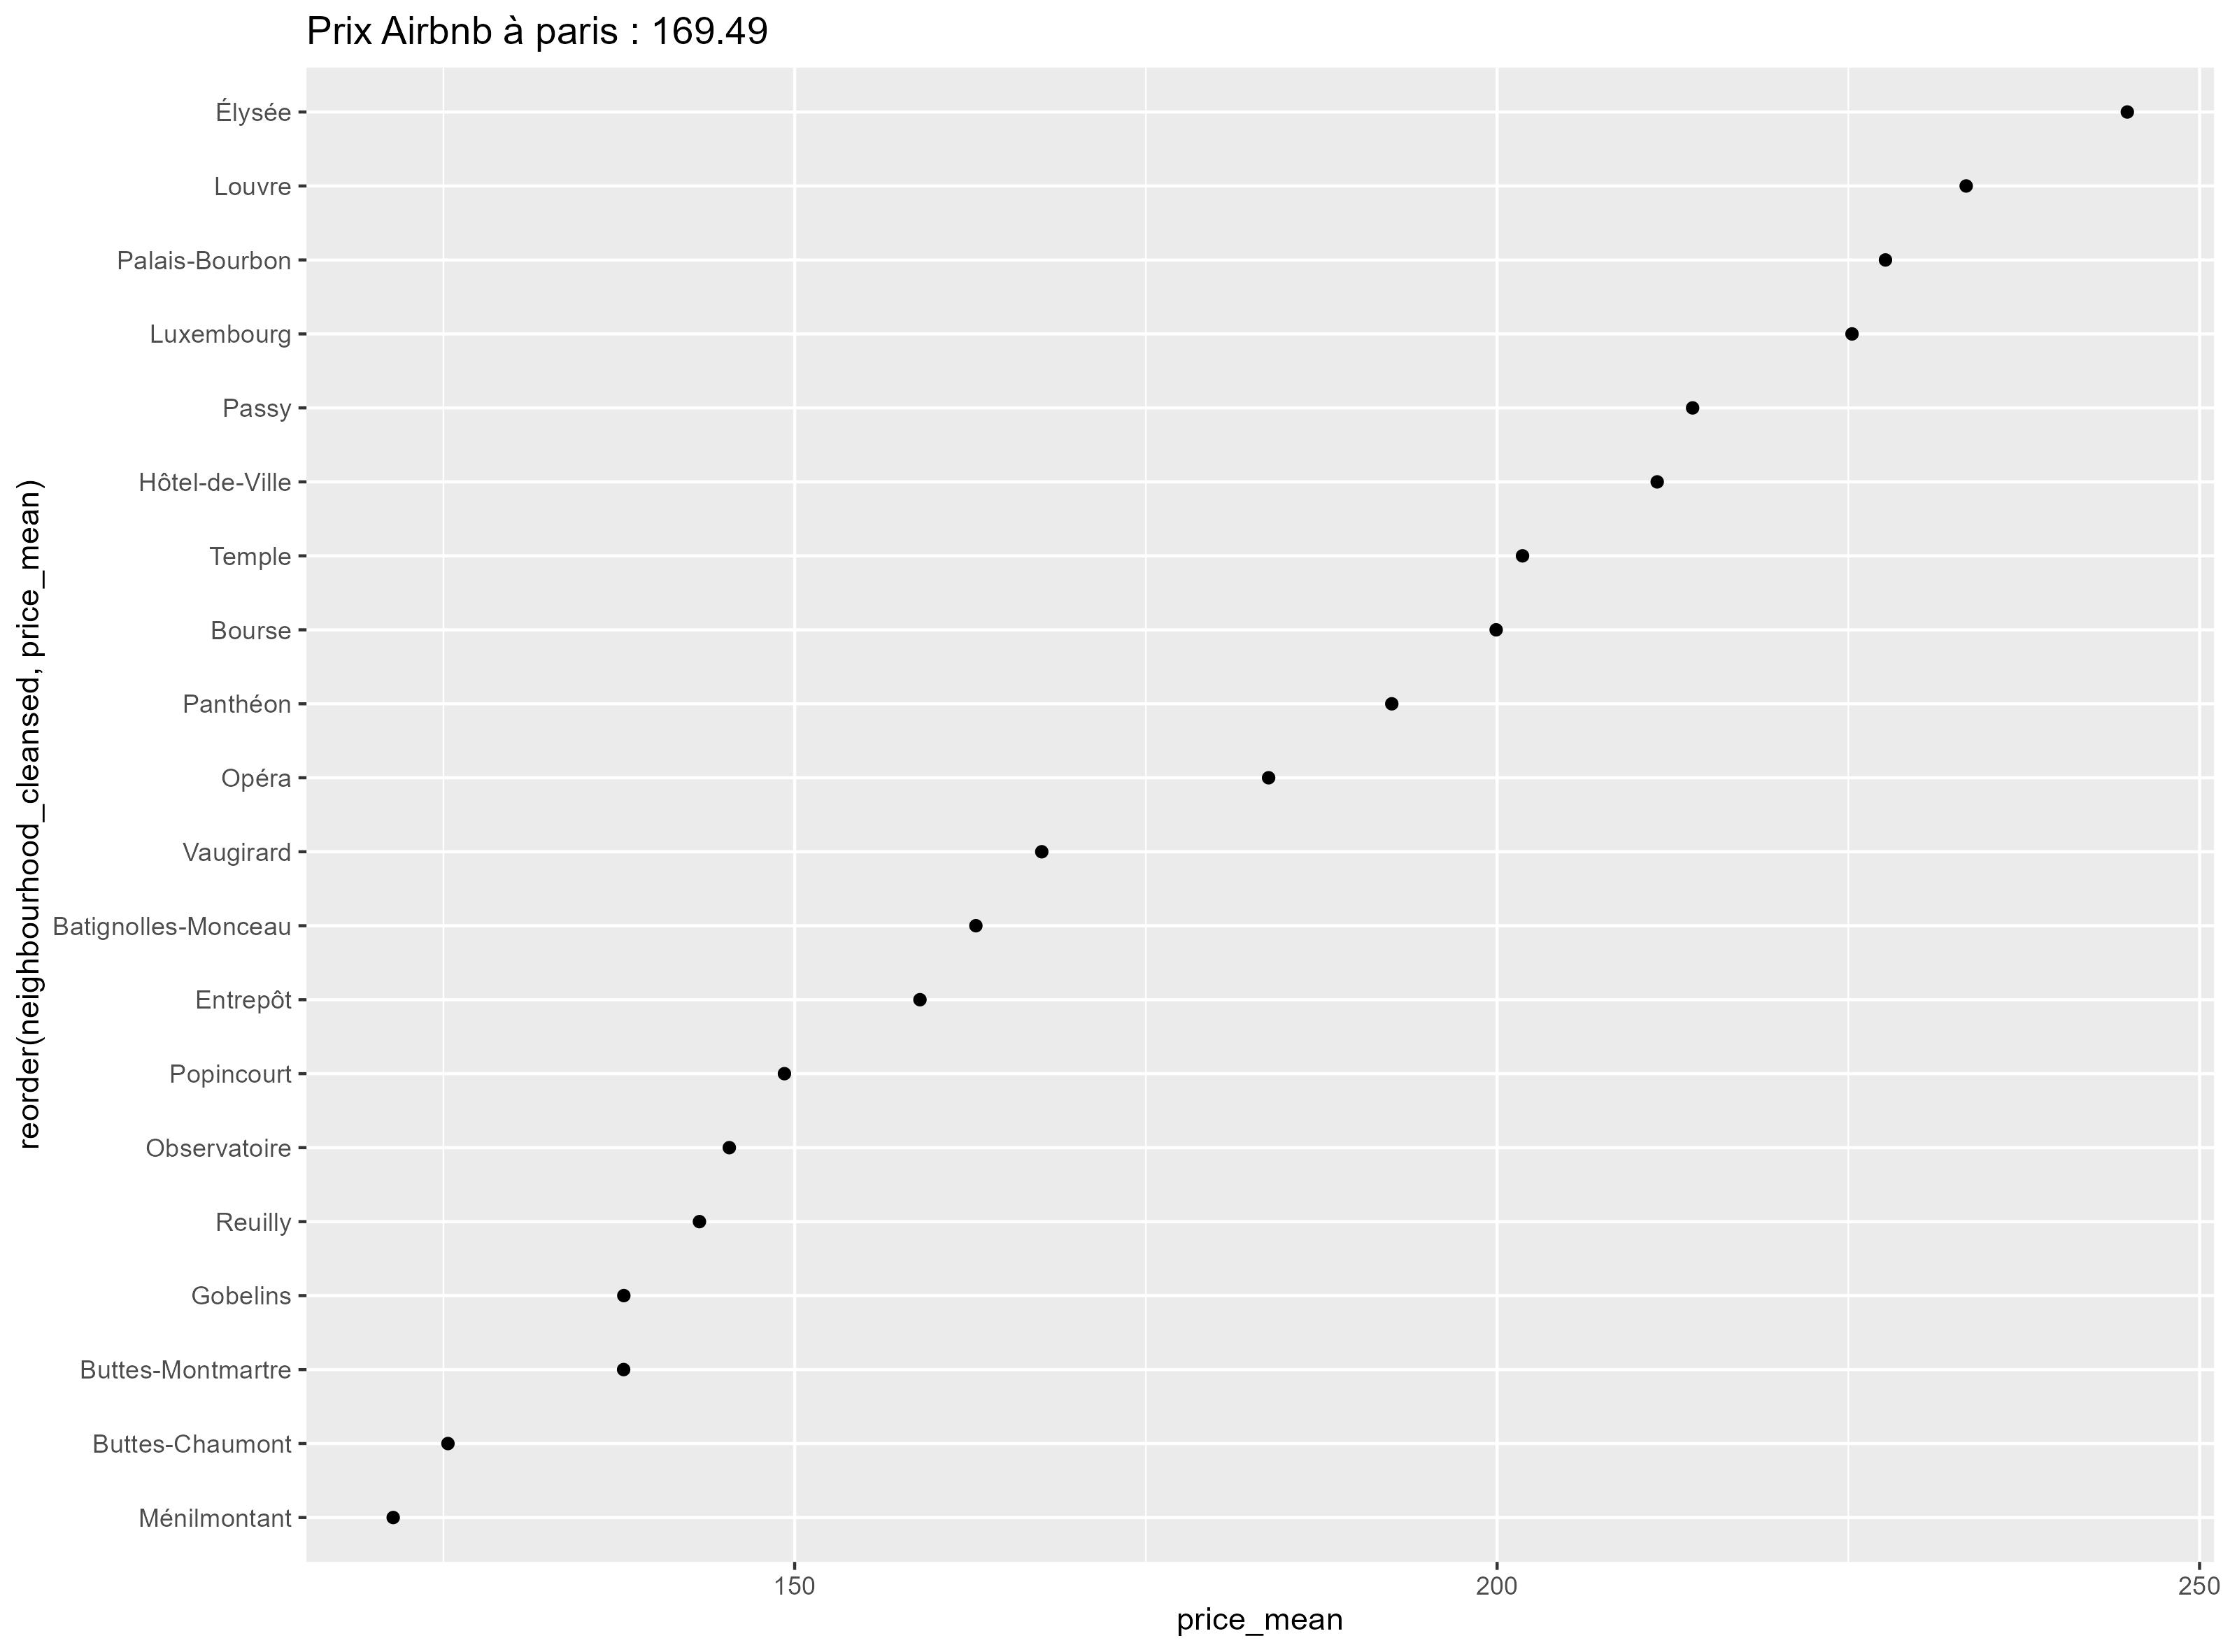 Prix Airbnb à paris : 169.49
reorder(neighbourhood_cleansed, price_mean)
Élysée
Louvre
Palais-Bourbon
Luxembourg
Passy
Hôtel-de-Ville
Temple
Bourse
Panthéon
Opéra
Vaugirard
Batignolles-Monceau
Entrepôt
Popincourt
Observatoire
Reuilly
Gobelins
Buttes-Montmartre
Buttes-Chaumont
Ménilmontant
150 200 250
price_mean